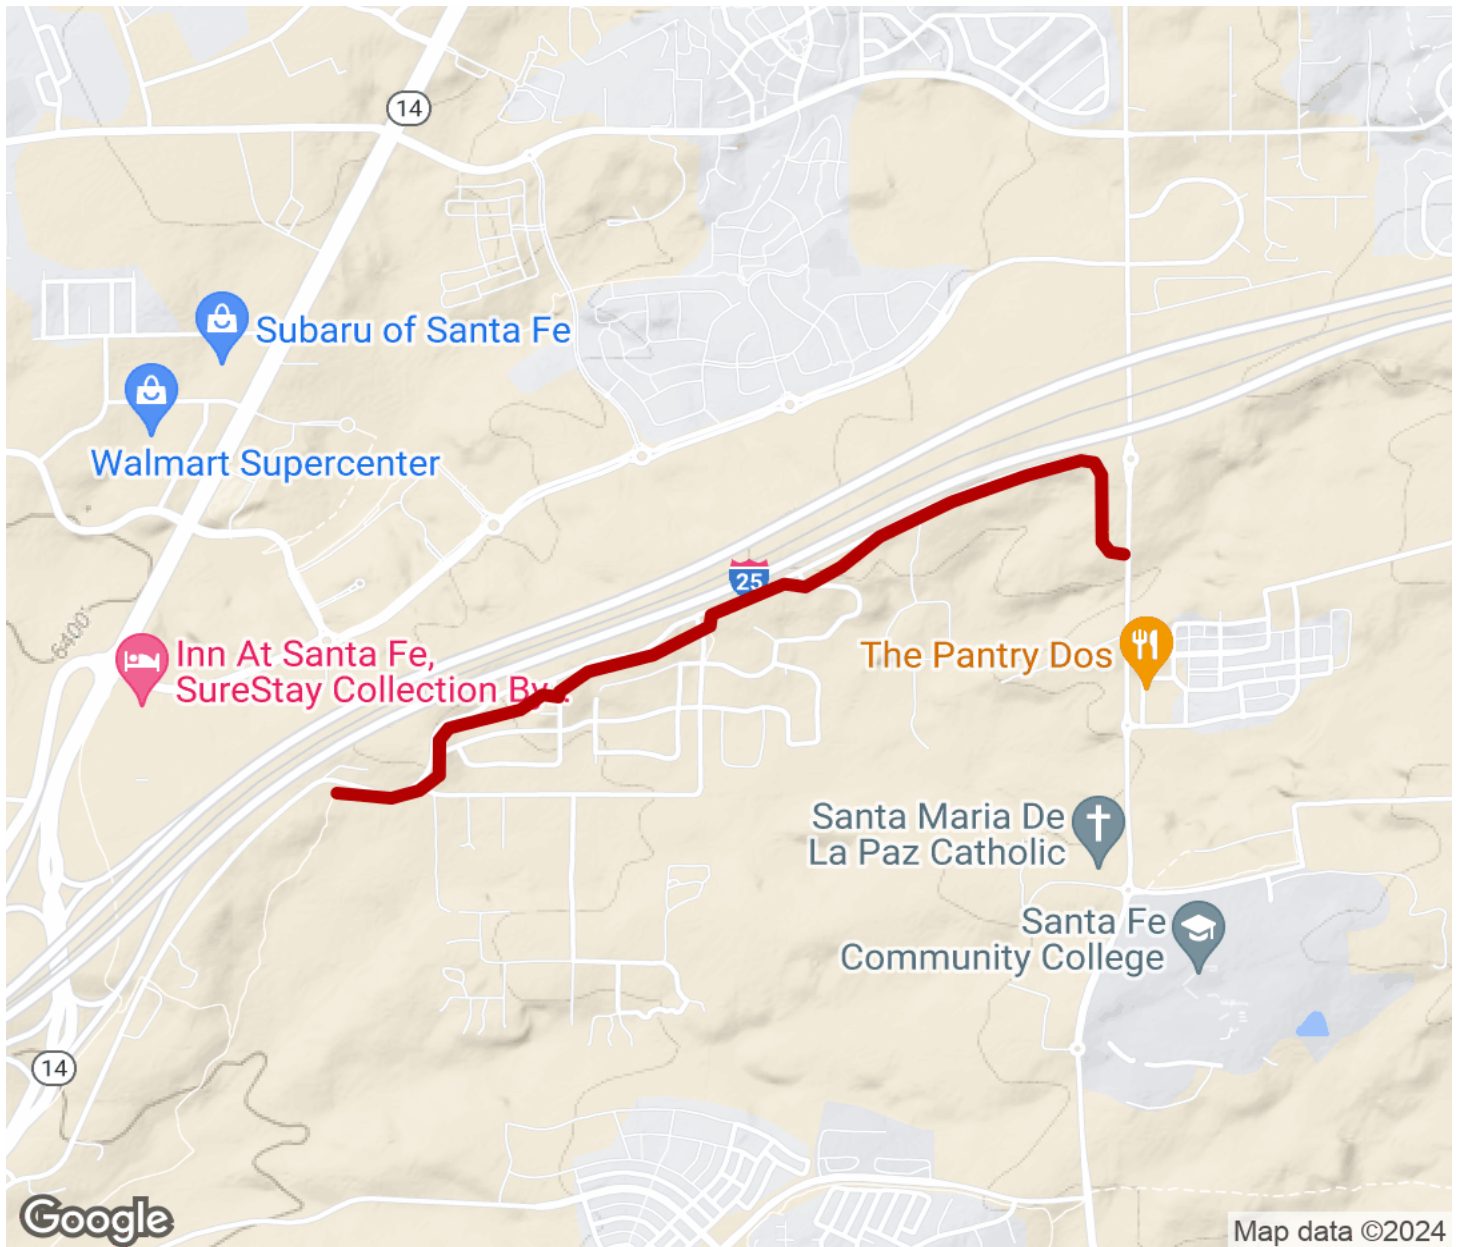 14
Subaru of Santa Fe
Walmart Supercenter
25
6400'
Inn At Santa Fe,
SureStay Collection By...
The Pantry Dos
Santa Maria De
La Paz Catholic
Santa Fe
Community College
14
Google
Map data ©2024